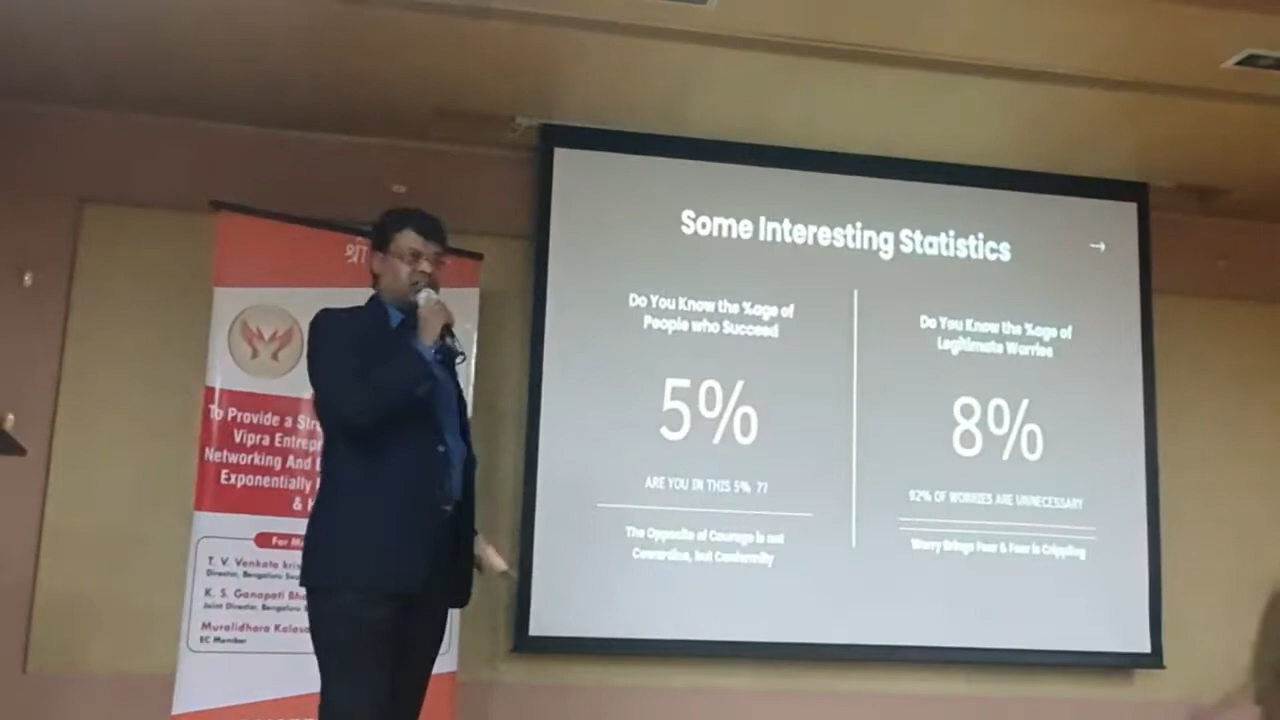 श्री
To Provide a
Vipra
Networking And
Exponentially
&
T. V. Venkata
Director, Bengaluru
K. S. Ganapati
Joint Director, Bengaluru
Muralidhara
EC Member
Some Interesting Statistics
→
Do You Know the %age of
People who Succeed
5%
ARE YOU IN THIS 5% ??
The Opposite of Courage is not
Cowardice, but Conformity
Do You Know the %age of
Legitimate Worries
8%
92% OF WORRIES ARE UNNECESSARY
Worry Brings Fear & Fear is Crippling